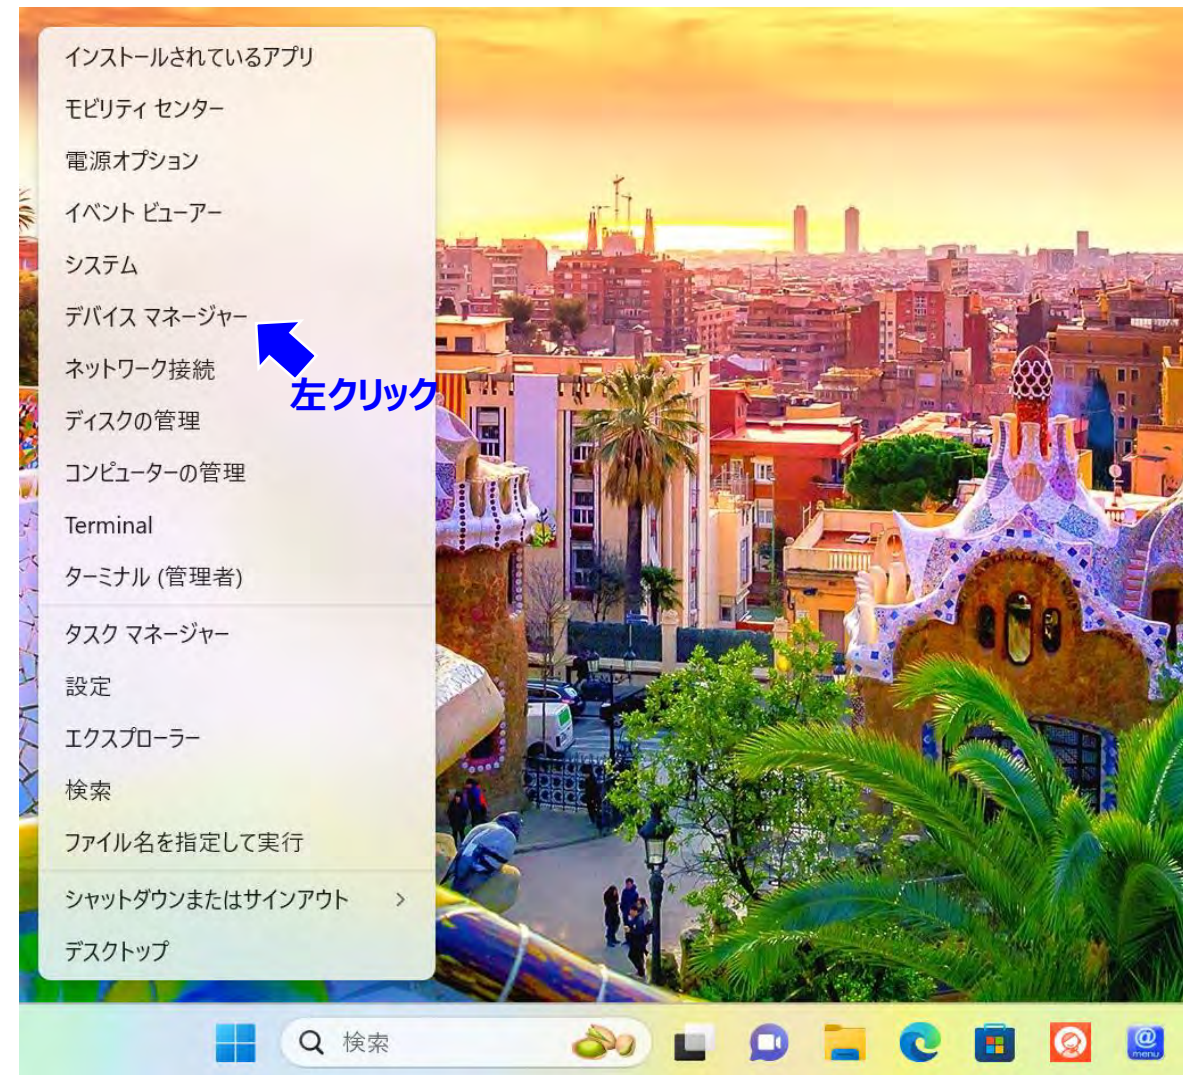 インストールされているアプリ
モビリティ センター
電源オプション
イベント ビューアー
システム
デバイス マネージャー
ネットワーク接続
左クリック
ディスクの管理
コンピューターの管理
Terminal
ターミナル (管理者)
タスク マネージャー
設定
エクスプローラー
検索
ファイル名を指定して実行
シャットダウンまたはサインアウト
デスクトップ
検索
@
menu